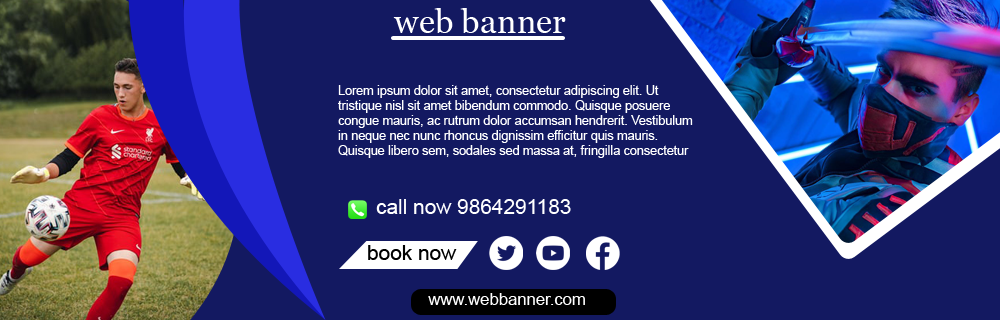 web banner
Lorem ipsum dolor sit amet, consectetur adipiscing elit. Ut
tristique nisl sit amet bibendum commodo. Quisque posuere
congue mauris, ac rutrum dolor accumsan hendrerit. Vestibulum
in neque nec nunc rhoncus dignissim efficitur quis mauris.
Quisque libero sem, sodales sed massa at, fringilla consectetur
standard
chartered
call now 9864291183
book now
www.webbanner.com